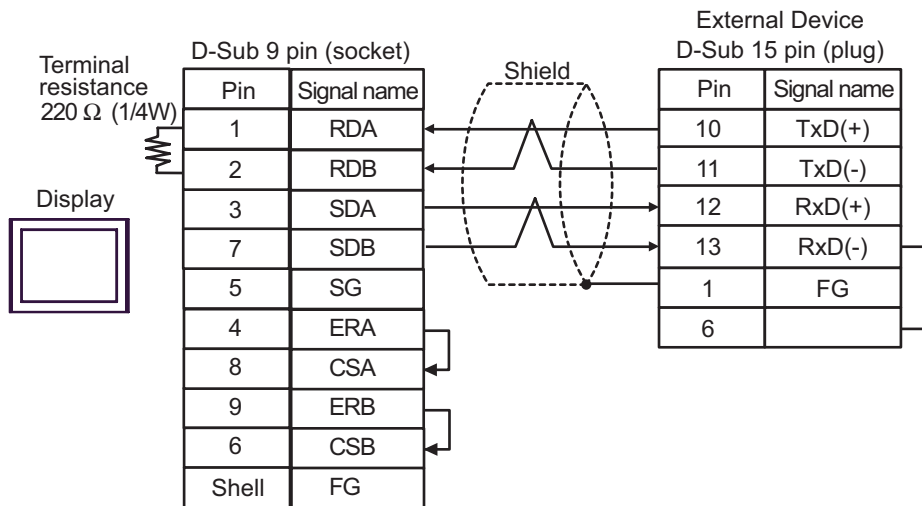 External Device
D-Sub 9 pin (socket)
D-Sub 15 pin (plug)
Terminal
resistance
220 Ω (1/4W)
Shield
Display
Pin Signal name
1 RDA
2 RDB
3 SDA
7 SDB
5 SG
4 ERA
8 CSA
9 ERB
6 CSB
Shell FG
Pin Signal name
10 TxD(+)
11 TxD(-)
12 RxD(+)
13 RxD(-)
1 FG
6